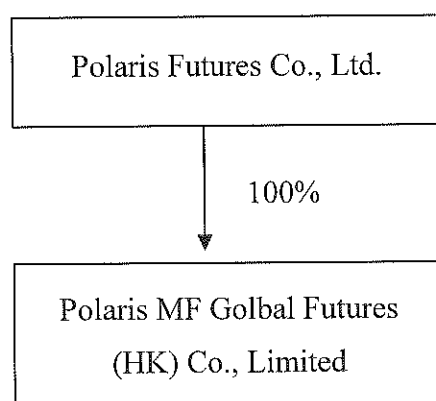 Polaris Futures Co., Ltd.
100%
Polaris MF Golbal Futures
(HK) Co., Limited